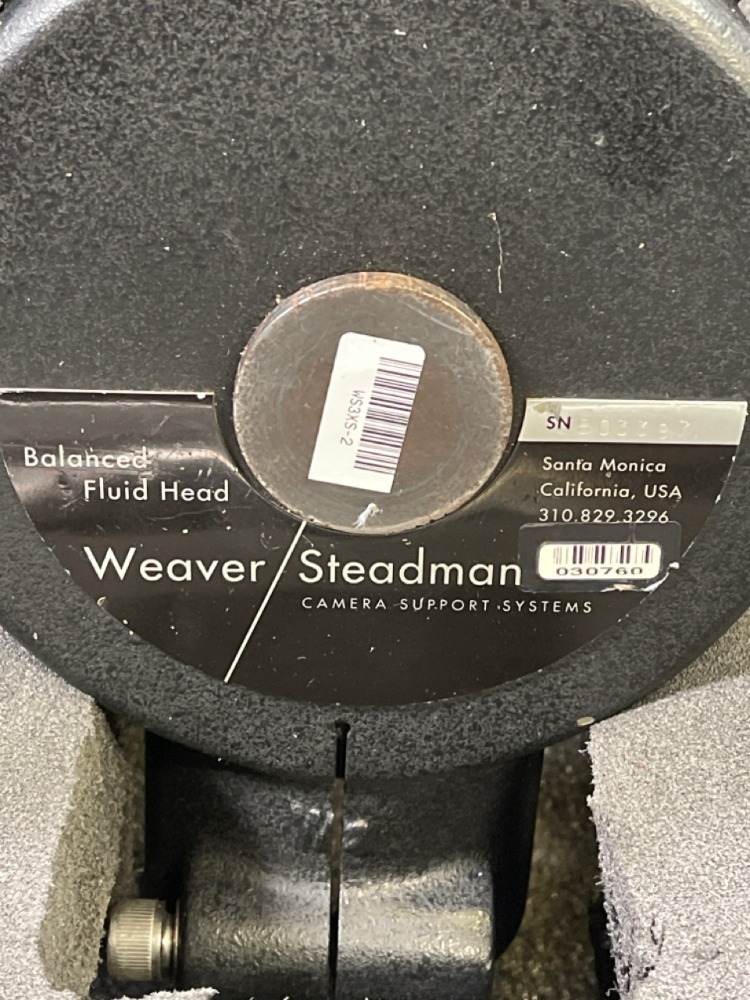 WS3XS-2
SN
Balanced
Fluid Head
Santa Monica
California, USA
310.829.3296
Weaver Steadman
CAMERA SUPPORT SYSTEMS
030760